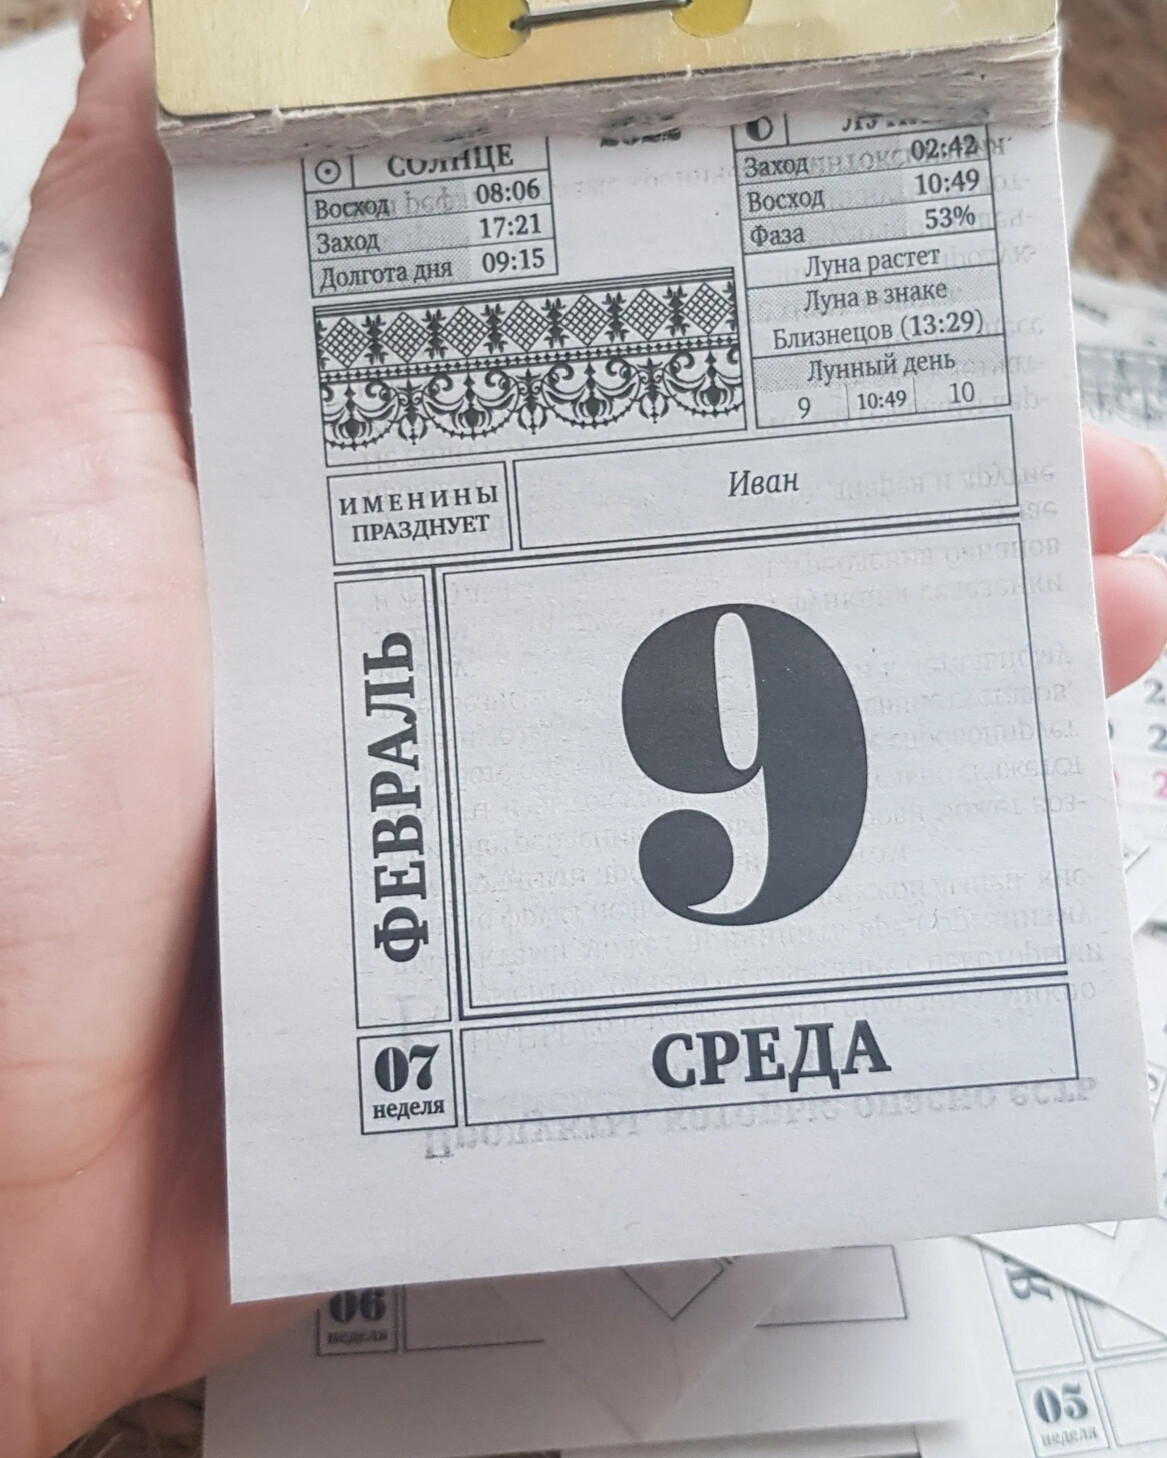 СОЛНЦЕ
Восход 08:06
Заход 17:21
Долгота дня 09:15
2022
ЛУНА
Заход 02:42
Восход 10:49
Фаза 53%
Луна растет
Луна в знаке
Близнецов (13:29)
Лунный день
9 10:49 10
ИМЕНИНЫ
ПРАЗДНУЕТ
Иван
ФЕВРАЛЬ
9
07
неделя
СРЕДА
06
неделя
Я
05
неделя